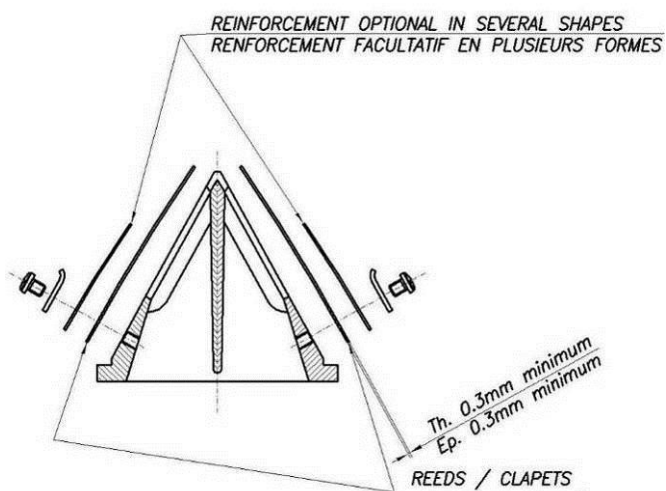 REINFORCEMENT OPTIONAL IN SEVERAL SHAPES
RENFORCEMENT FACULTATIF EN PLUSIEURS FORMES
Th. 0.3mm minimum
Ep. 0.3mm minimum
REEDS / CLAPETS